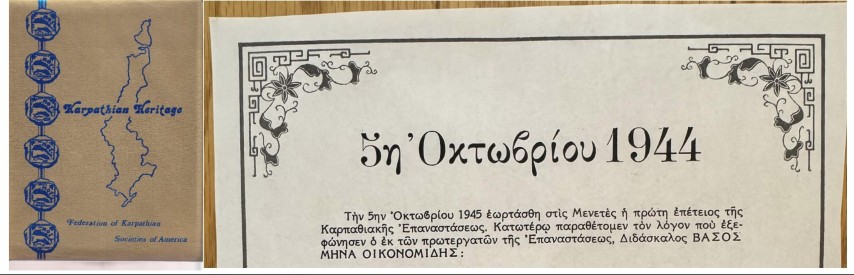 Karpathian Heritage
Federation of Karpathian
Societies of America
5η Ὀκτωβρίου 1944
Τὴν 5ην Ὀκτωβρίου 1945 ἑωρτάσθη στὶς Μενετὲς ἡ πρώτη ἐπέτειος τῆς
Καρπαθιακῆς Ἐπαναστάσεως, Κατωτέρω παραθέτομεν τὸν λόγον ποὺ ἐξε-
φώνησεν ὁ ἐκ τῶν πρωτεργατῶν τῆς Ἐπαναστάσεως, Διδάσκαλος ΒΑΣΟΣ
ΜΗΝΑ ΟΙΚΟΝΟΜΙΔΗΣ: